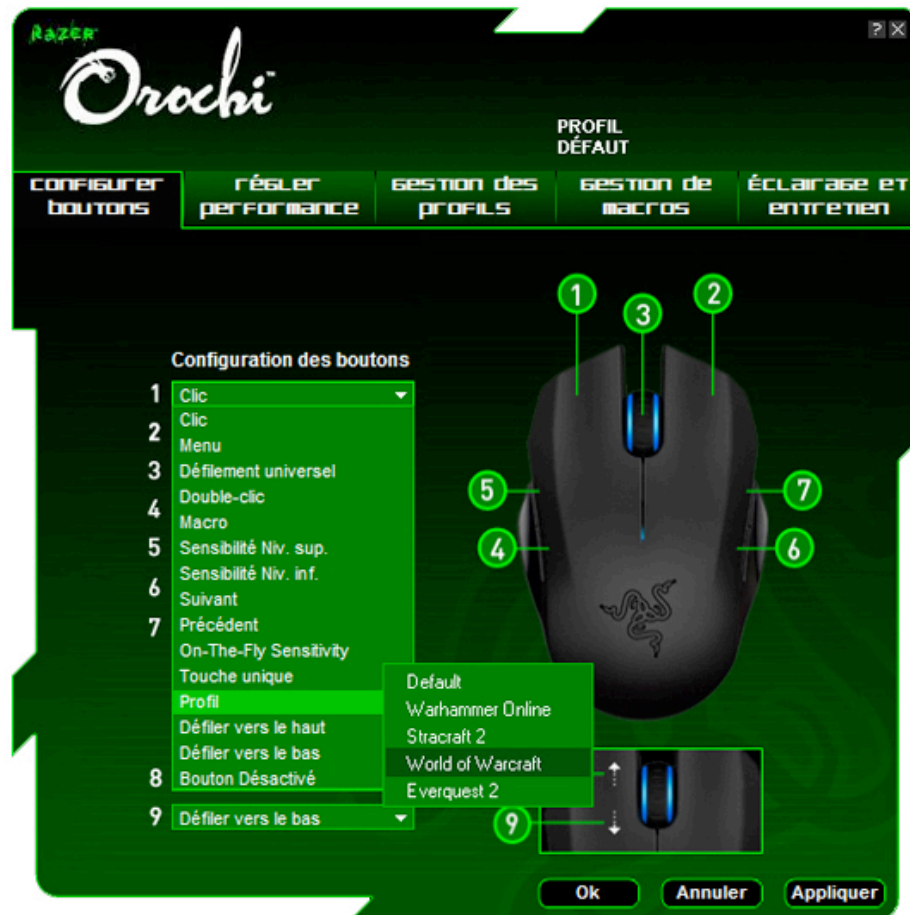 Razer
Orochi
PROFIL
DÉFAUT
configurer
boutons
régler
performance
gestion des
profils
gestion de
macros
éclairage et
entretien
1
2
3
Configuration des boutons
1 Clic
Clic
2
Menu
3 Défilement universel
Double-clic
4
Macro
5 Sensibilité Niv. sup.
Sensibilité Niv. inf.
6
Suivant
7 Précédent
On-The-Fly Sensitivity
Touche unique
Profil
Défiler vers le haut
Défiler vers le bas
8 Bouton Désactivé
9 Défiler vers le bas
5
7
4
6
Default
Warhammer Online
Stracraft 2
World of Warcraft
Everquest 2
9
Ok
Annuler
Appliquer